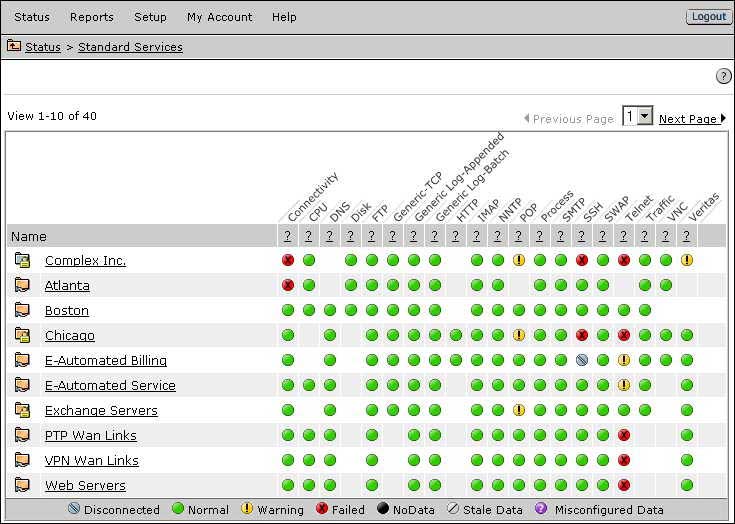 Status Reports Setup My Account Help Logout
Status > Standard Services
?
View 1-10 of 40 Previous Page 1 Next Page
Connectivity CPU DNS Disk FTP Generic-TCP Generic Log-Appended Generic Log-Batch HTTP IMAP NNTP POP Process SMTP SSH SWAP Telnet Traffic VNC Veritas
Name ? ? ? ? ? ? ? ? ? ? ? ? ? ? ? ? ? ? ? ?
Complex Inc.
Atlanta
Boston
Chicago
E-Automated Billing
E-Automated Service
Exchange Servers
PTP Wan Links
VPN Wan Links
Web Servers
Disconnected Normal Warning Failed NoData Stale Data ? Misconfigured Data